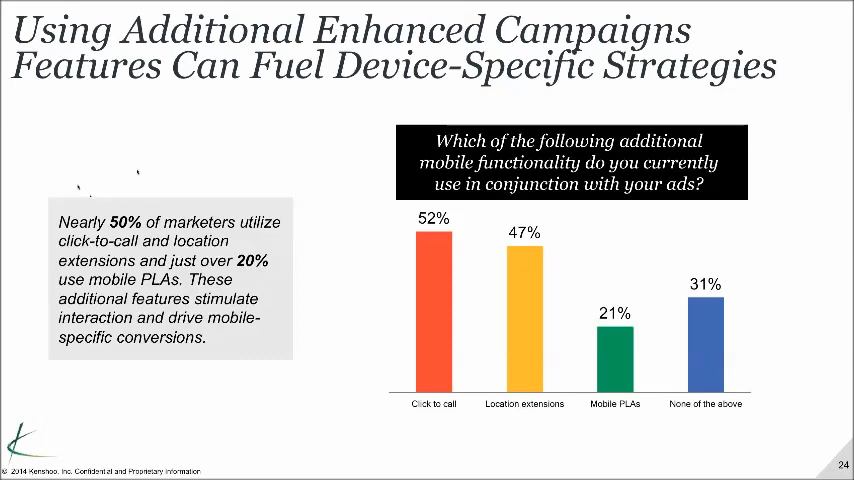 Using Additional Enhanced Campaigns
Features Can Fuel Device-Specific Strategies
Nearly 50% of marketers utilize
click-to-call and location
extensions and just over 20%
use mobile PLAs. These
additional features stimulate
interaction and drive mobile-
specific conversions.
Which of the following additional
mobile functionality do you currently
use in conjunction with your ads?
52%
47%
21%
31%
Click to call
Location extensions
Mobile PLAs
None of the above
© 2014 Kenshoo, Inc. Confidential and Proprietary Information
24